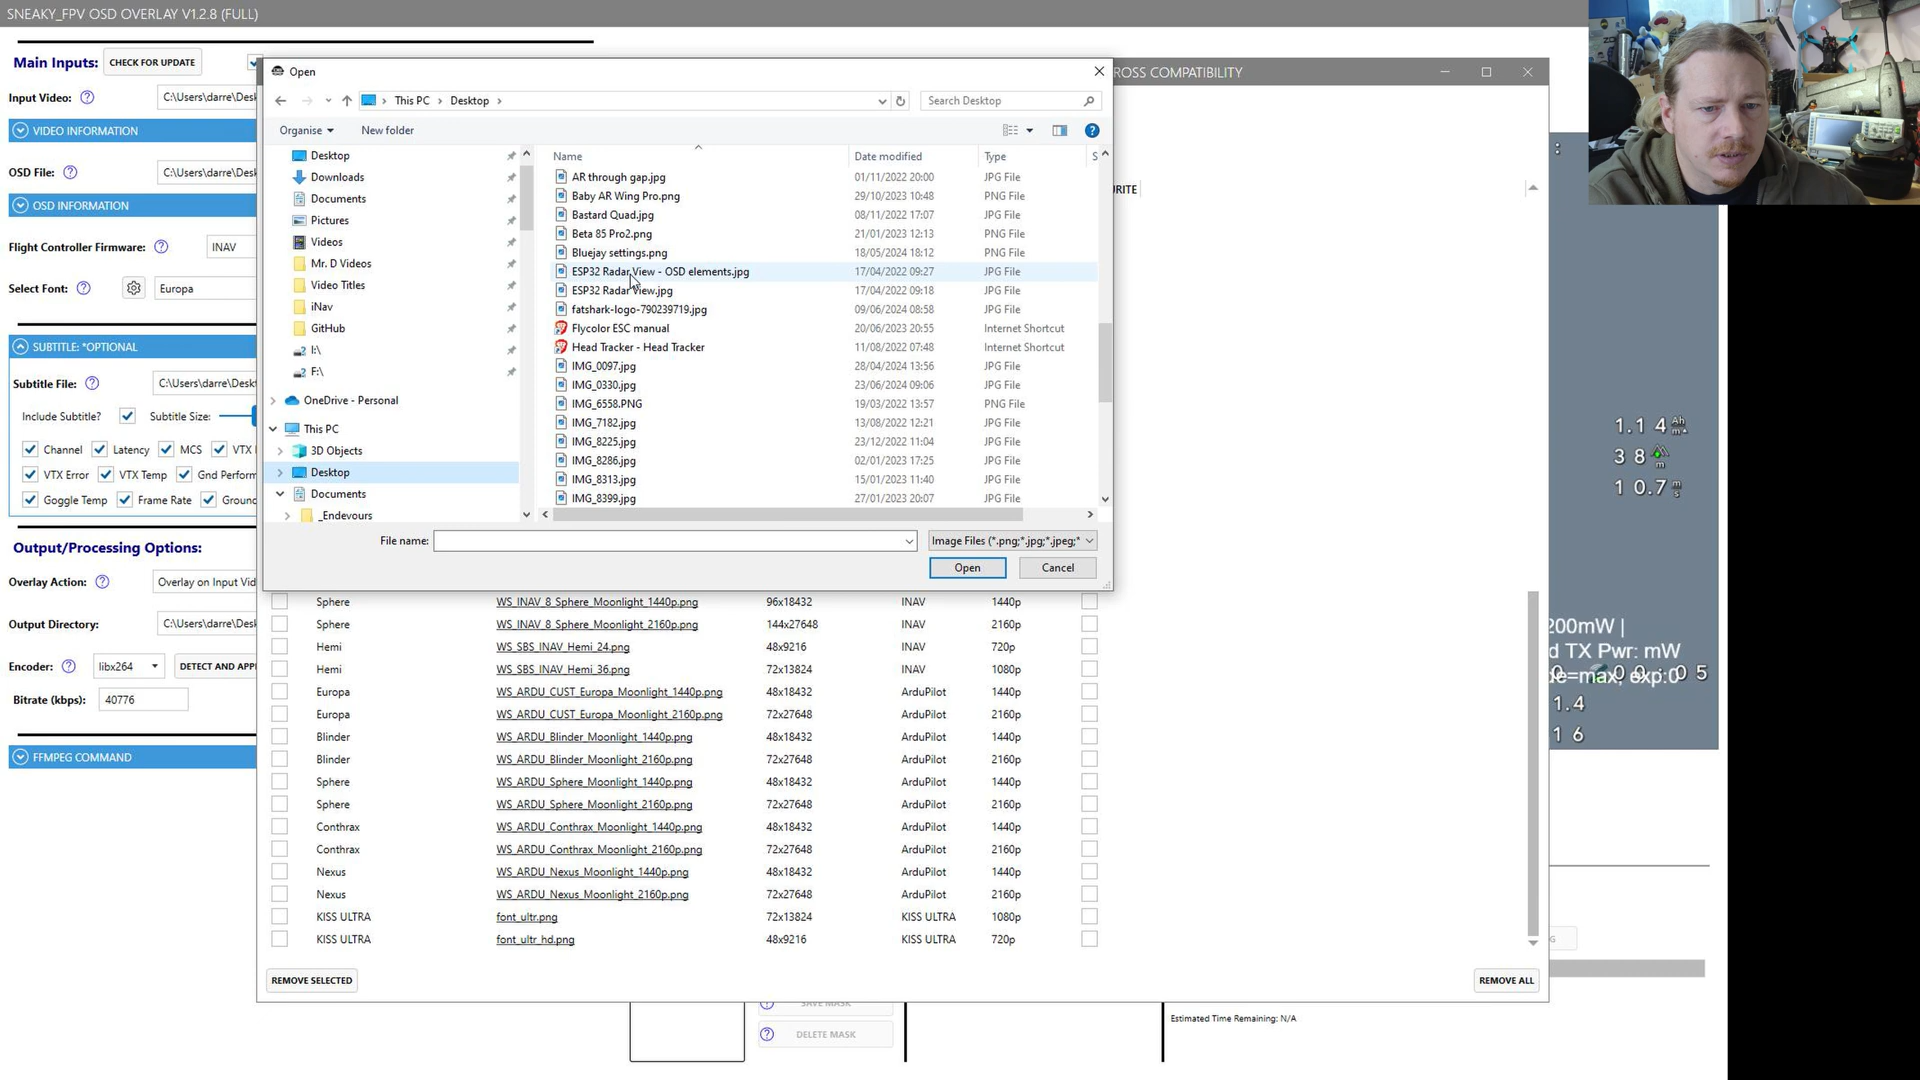 SNEAKY_FPV OSD OVERLAY V1.2.8 (FULL)
Main Inputs:
CHECK FOR UPDATE
Input Video:
C:\Users\darre\Desk
VIDEO INFORMATION
OSD File:
C:\Users\darre\Desk
OSD INFORMATION
Flight Controller Firmware:
INAV
Select Font:
Europa
SUBTITLE: *OPTIONAL
Subtitle File:
C:\Users\darre\Deskt
Include Subtitle?
Subtitle Size:
Channel
Latency
MCS
VTX
VTX Error
VTX Temp
Gnd Perform
Goggle Temp
Frame Rate
Ground
Output/Processing Options:
Overlay Action:
Overlay on Input Vid
Output Directory:
C:\Users\darre\Desk
Encoder:
libx264
DETECT AND APP
Bitrate (kbps):
40776
FFMPEG COMMAND
ROSS COMPATIBILITY
URITE
Open
This PC
Desktop
Search Desktop
Organise
New folder
Desktop
Downloads
Documents
Pictures
Videos
Mr. D Videos
Video Titles
iNav
GitHub
I:\
F:\
OneDrive - Personal
This PC
3D Objects
Desktop
Documents
_Endevours
Name Date modified Type S
AR through gap.jpg 01/11/2022 20:00 JPG File
Baby AR Wing Pro.png 29/10/2023 10:48 PNG File
Bastard Quad.jpg 08/11/2022 17:07 JPG File
Beta 85 Pro2.png 21/01/2023 12:13 PNG File
Bluejay settings.png 18/05/2024 18:12 PNG File
ESP32 Radar View - OSD elements.jpg 17/04/2022 09:27 JPG File
ESP32 Radar View.jpg 17/04/2022 09:18 JPG File
fatshark-logo-790239719.jpg 09/06/2024 08:58 JPG File
Flycolor ESC manual 20/06/2023 20:55 Internet Shortcut
Head Tracker - Head Tracker 11/08/2022 07:48 Internet Shortcut
IMG_0097.jpg 28/04/2024 13:56 JPG File
IMG_0330.jpg 23/06/2024 09:06 JPG File
IMG_6558.PNG 19/03/2022 13:57 PNG File
IMG_7182.jpg 13/08/2022 12:21 JPG File
IMG_8225.jpg 23/12/2022 11:04 JPG File
IMG_8286.jpg 02/01/2023 17:25 JPG File
IMG_8313.jpg 15/01/2023 11:40 JPG File
IMG_8399.jpg 27/01/2023 20:07 JPG File
File name:
Image Files (*.png;*.jpg;*.jpeg;*
Open
Cancel
Sphere WS_INAV_8_Sphere_Moonlight_1440p.png 96x18432 INAV 1440p
Sphere WS_INAV_8_Sphere_Moonlight_2160p.png 144x27648 INAV 2160p
Hemi WS_SBS_INAV_Hemi_24.png 48x9216 INAV 720p
Hemi WS_SBS_INAV_Hemi_36.png 72x13824 INAV 1080p
Europa WS_ARDU_CUST_Europa_Moonlight_1440p.png 48x18432 ArduPilot 1440p
Europa WS_ARDU_CUST_Europa_Moonlight_2160p.png 72x27648 ArduPilot 2160p
Blinder WS_ARDU_Blinder_Moonlight_1440p.png 48x18432 ArduPilot 1440p
Blinder WS_ARDU_Blinder_Moonlight_2160p.png 72x27648 ArduPilot 2160p
Sphere WS_ARDU_Sphere_Moonlight_1440p.png 48x18432 ArduPilot 1440p
Sphere WS_ARDU_Sphere_Moonlight_2160p.png 72x27648 ArduPilot 2160p
Conthrax WS_ARDU_Conthrax_Moonlight_1440p.png 48x18432 ArduPilot 1440p
Conthrax WS_ARDU_Conthrax_Moonlight_2160p.png 72x27648 ArduPilot 2160p
Nexus WS_ARDU_Nexus_Moonlight_1440p.png 48x18432 ArduPilot 1440p
Nexus WS_ARDU_Nexus_Moonlight_2160p.png 72x27648 ArduPilot 2160p
KISS ULTRA font_ultr.png 72x13824 KISS ULTRA 1080p
KISS ULTRA font_ultr_hd.png 48x9216 KISS ULTRA 720p
REMOVE SELECTED
REMOVE ALL
SAVE MASK
DELETE MASK
Estimated Time Remaining: N/A
1.14 Ah
38 m
10.7
200mW |
d TX Pwr: mW
de=max, exp:0
1.4
16